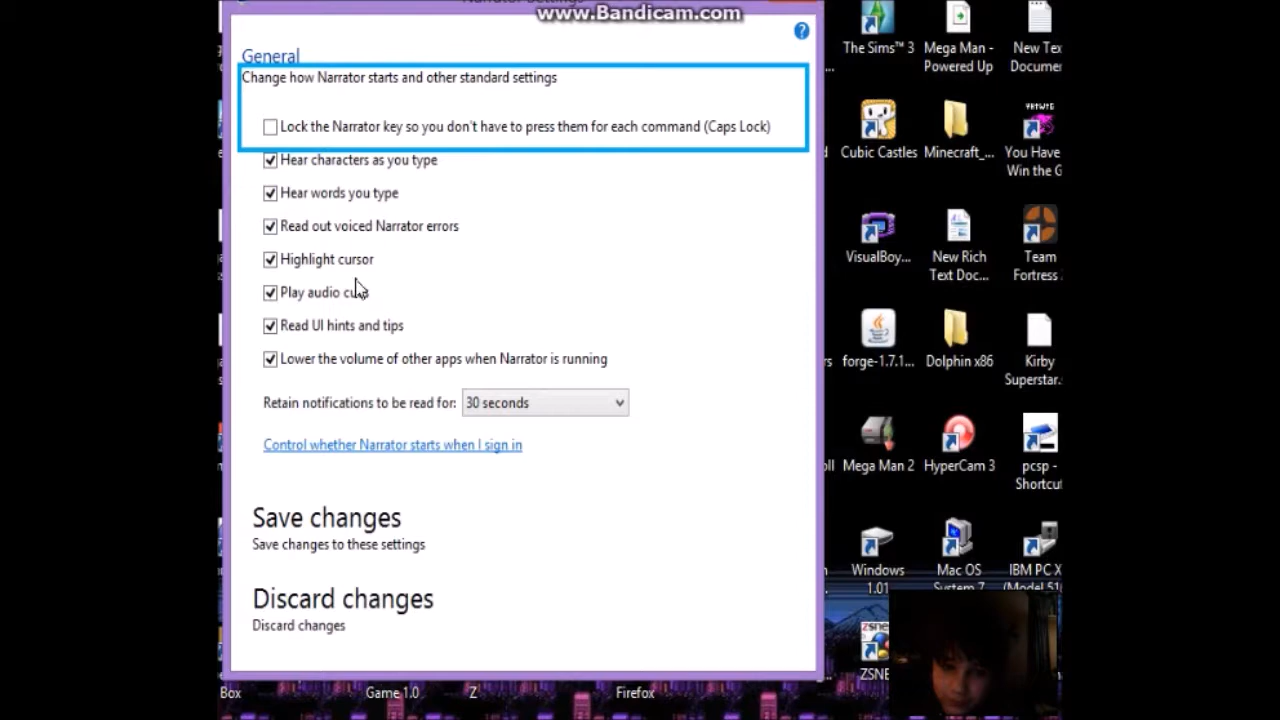 www.Bandicam.com
General
Change how Narrator starts and other standard settings
Lock the Narrator key so you don't have to press them for each command (Caps Lock)
Hear characters as you type
Hear words you type
Read out voiced Narrator errors
Highlight cursor
Play audio
Read UI hints and tips
Lower the volume of other apps when Narrator is running
Retain notifications to be read for: 30 seconds
Control whether Narrator starts when I sign in
Save changes
Save changes to these settings
Discard changes
Discard changes
The Sims™ 3
Mega Man -
Powered Up
New
Cubic Castles
Minecraft_...
You Have
Win the
VisualBoy...
New Rich
Text Doc...
Team
Fortress
forge-1.7.1...
Dolphin x86
Kirby
Superstar.
Mega Man 2
HyperCam 3
pcsp -
Windows
1.01
Mac OS
System 7
IBM PC
Box
Game 1.0
Z
Firefox